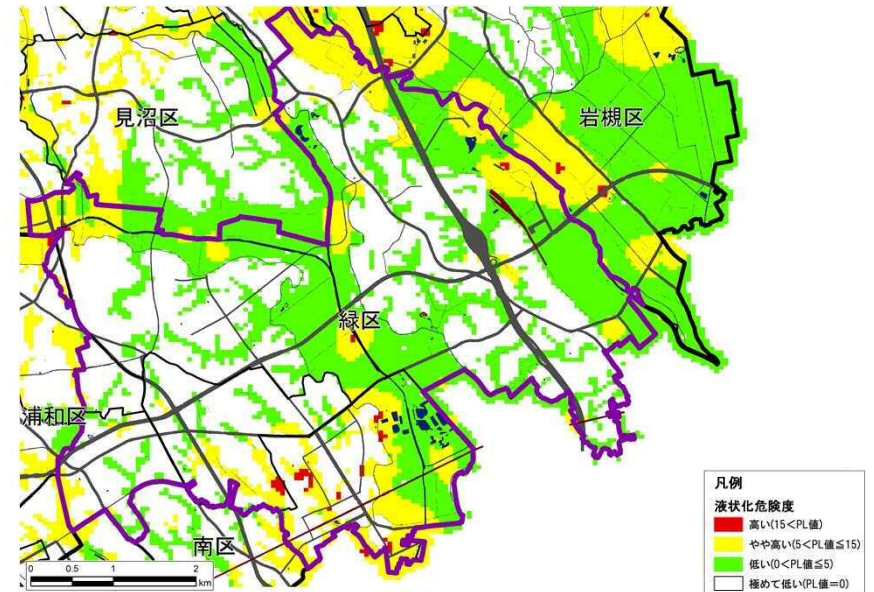 見沼区
岩槻区
緑区
浦和区
南区
0 0.5 1 2
km
凡例
液状化危険度
高い(15<PL値)
やや高い(5<PL値≦15)
低い(0<PL値≦5)
極めて低い(PL値=0)